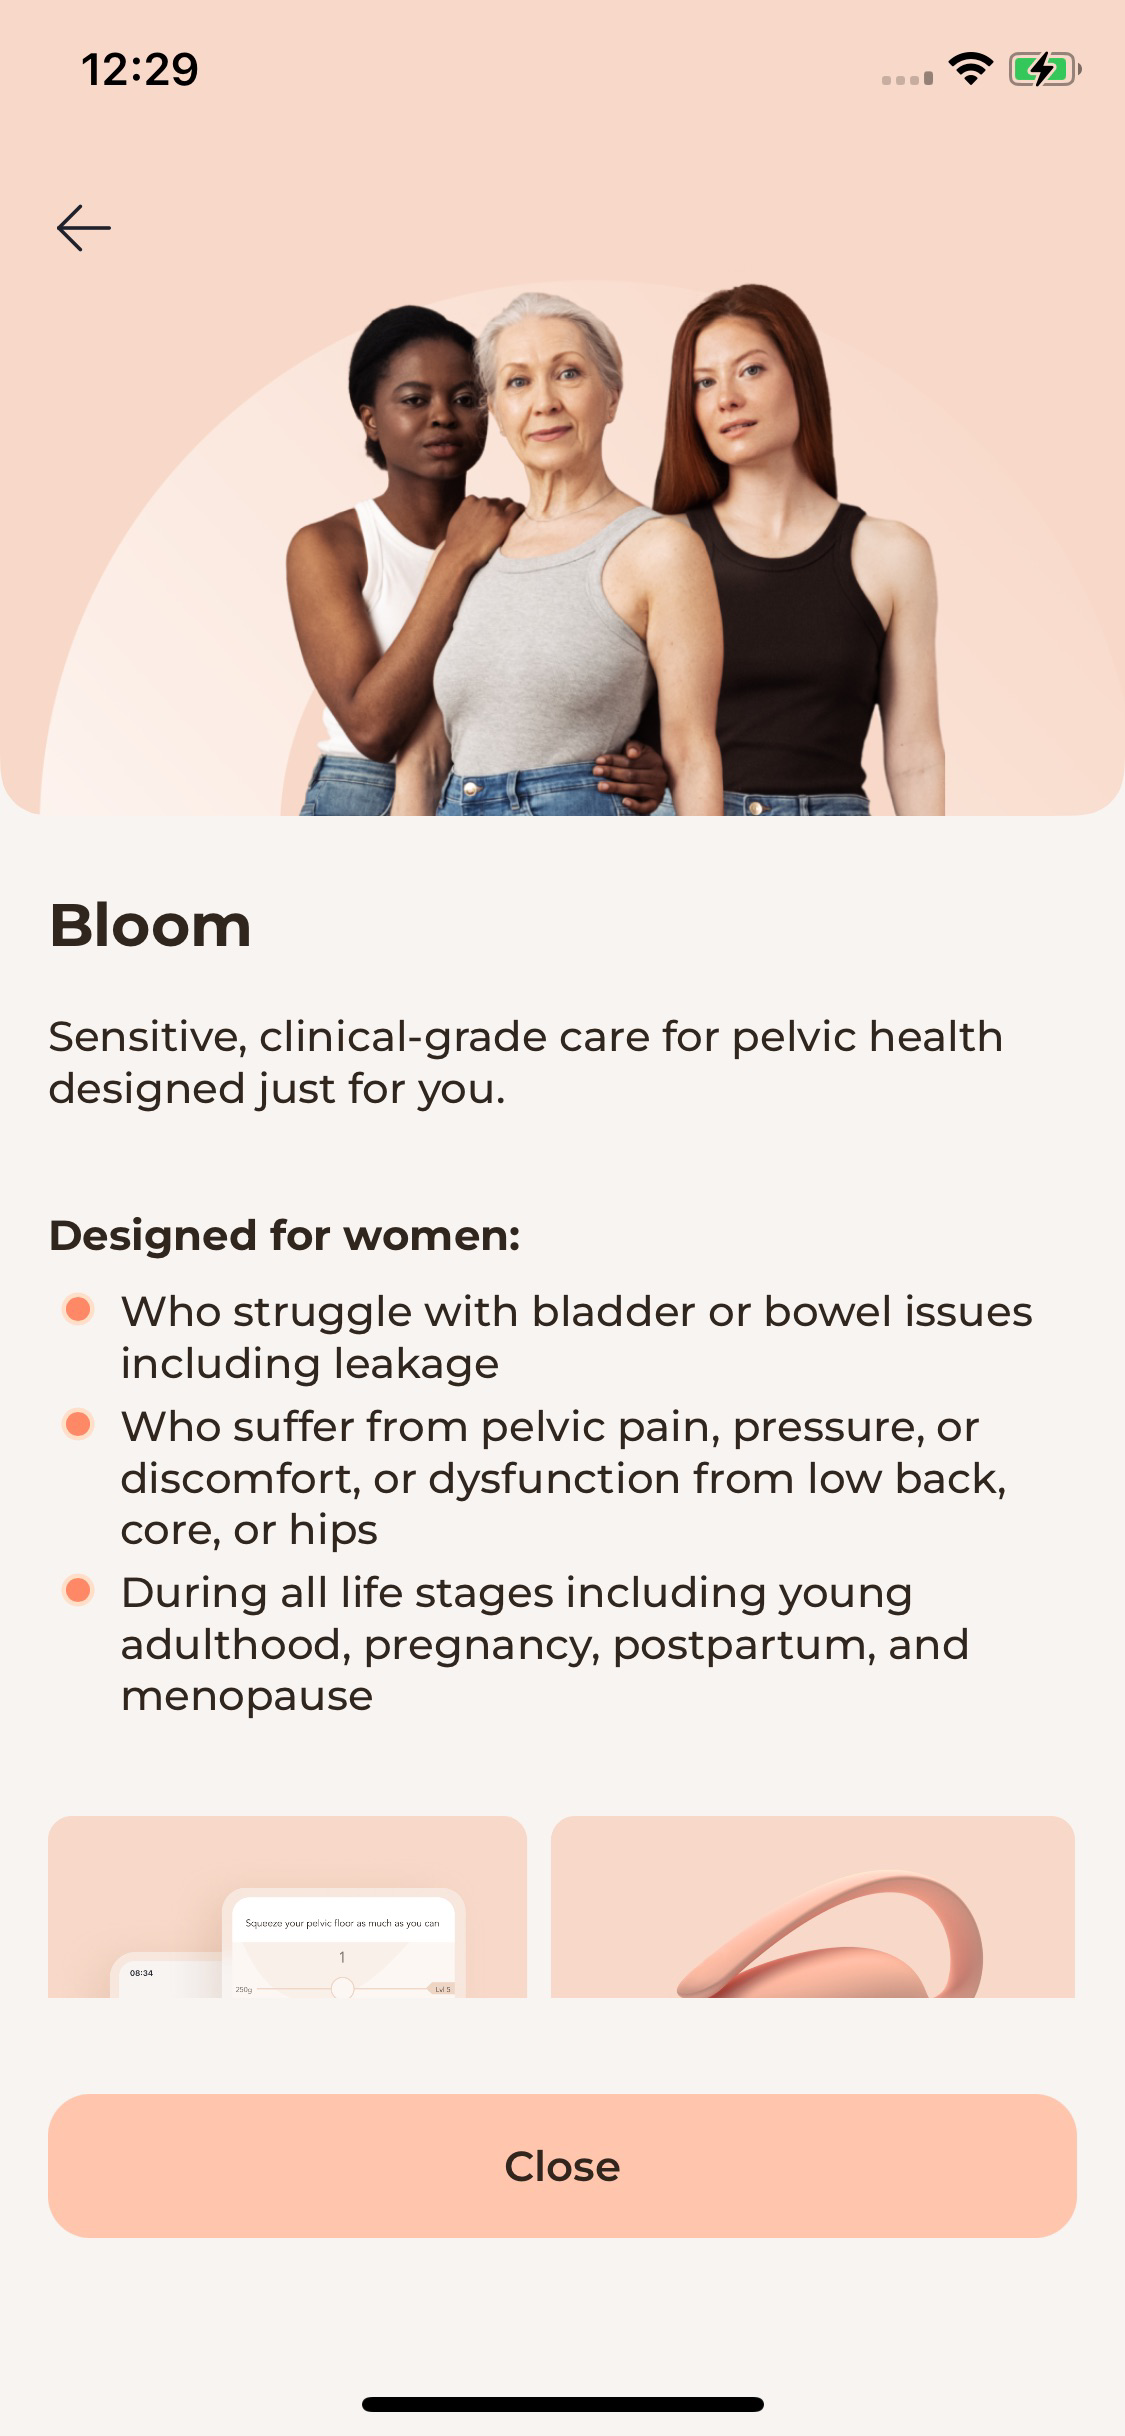 12:29
Bloom
Sensitive, clinical-grade care for pelvic health
designed just for you.
Designed for women:
Who struggle with bladder or bowel issues
including leakage
Who suffer from pelvic pain, pressure, or
discomfort, or dysfunction from low back,
core, or hips
During all life stages including young
adulthood, pregnancy, postpartum, and
menopause
Squeeze your pelvic floor as much as you can
1
08:34
250g
Lvl 5
Close